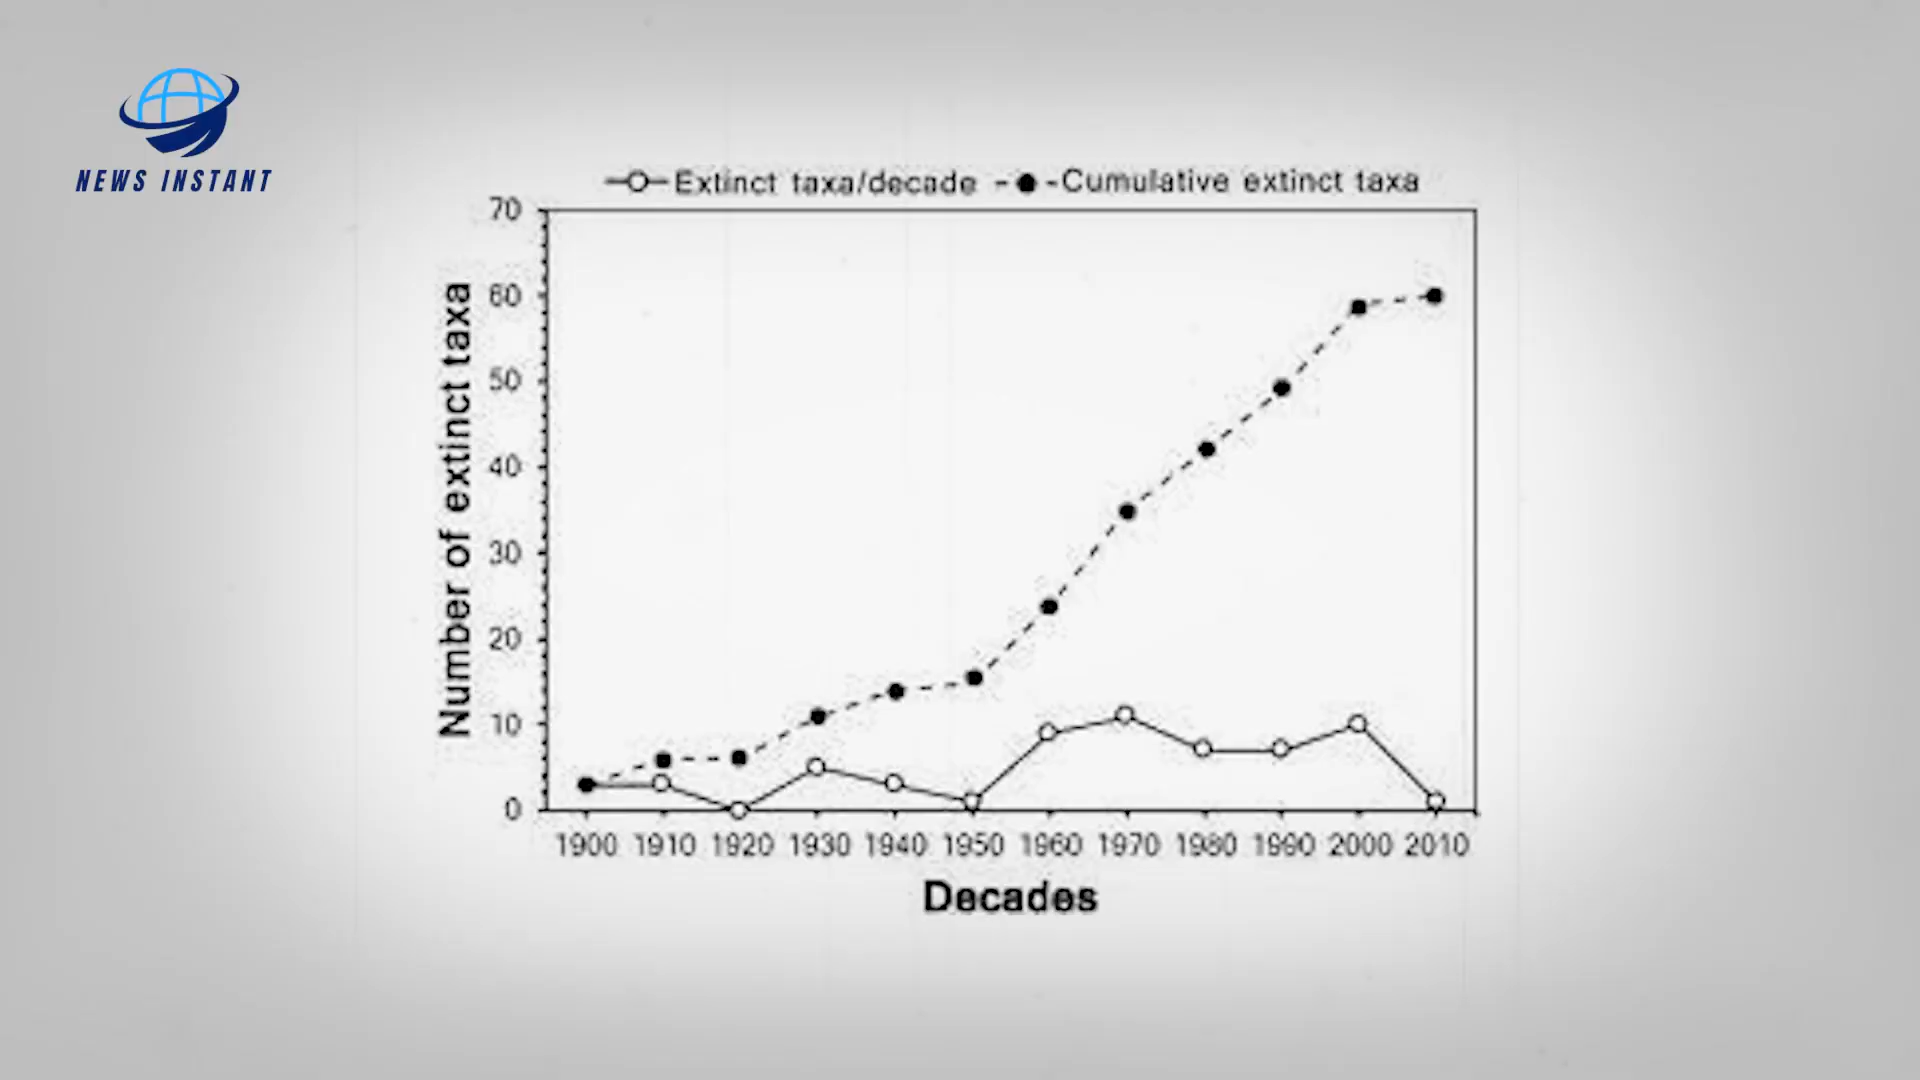 NEWS INSTANT
Extinct taxa/decade
Cumulative extinct taxa
Number of extinct taxa
70
60
50
40
30
20
10
0
1900 1910 1920 1930 1940 1950 1960 1970 1980 1990 2000 2010
Decades